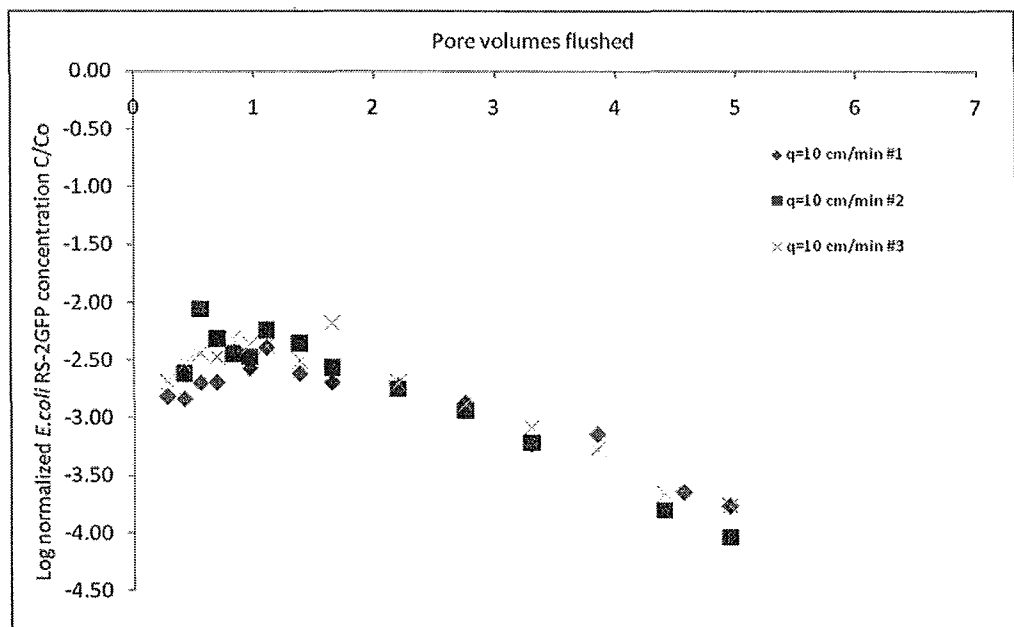 Pore volumes flushed
0.00
0 1 2 3 4 5 6 7
-0.50
-1.00
-1.50
-2.00
-2.50
-3.00
-3.50
-4.00
-4.50
Log normalized E.coli RS-2GFP concentration C/Co
q=10 cm/min #1
q=10 cm/min #2
q=10 cm/min #3